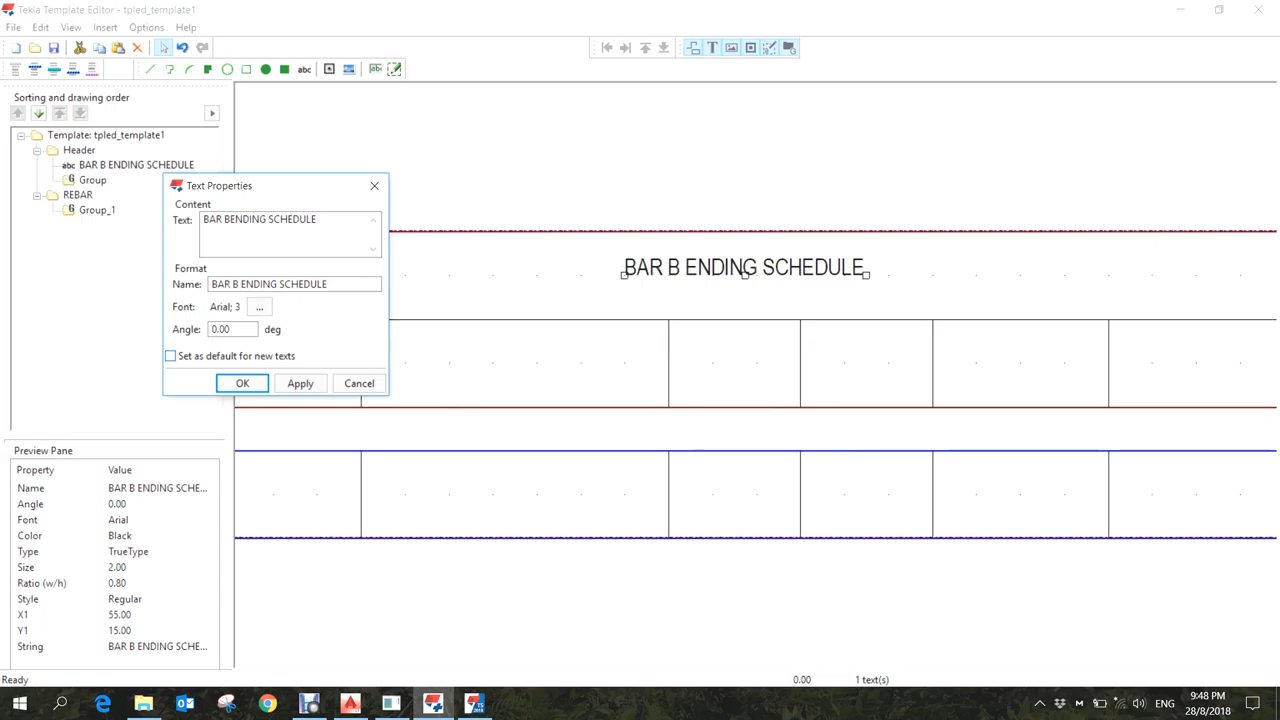 Tekla Template Editor - tpled_template1
File Edit View Insert Options Help
abc
ab
Sorting and drawing order
Template: tpled_template1
Header
abc BAR B ENDING SCHEDULE
G Group
REBAR
G Group_1
Text Properties
Content
Text: BAR BENDING SCHEDULE
Format
Name: BAR B ENDING SCHEDULE
Font: Arial; 3 ...
Angle: 0.00 deg
Set as default for new texts
OK Apply Cancel
BAR B ENDING SCHEDULE
Preview Pane
Property Value
Name BAR B ENDING SCHE...
Angle 0.00
Font Arial
Color Black
Type TrueType
Size 2.00
Ratio (w/h) 0.80
Style Regular
X1 55.00
Y1 15.00
String BAR B ENDING SCHE...
Ready 0.00 1 text(s)
ENG
9:48 PM
28/8/2018